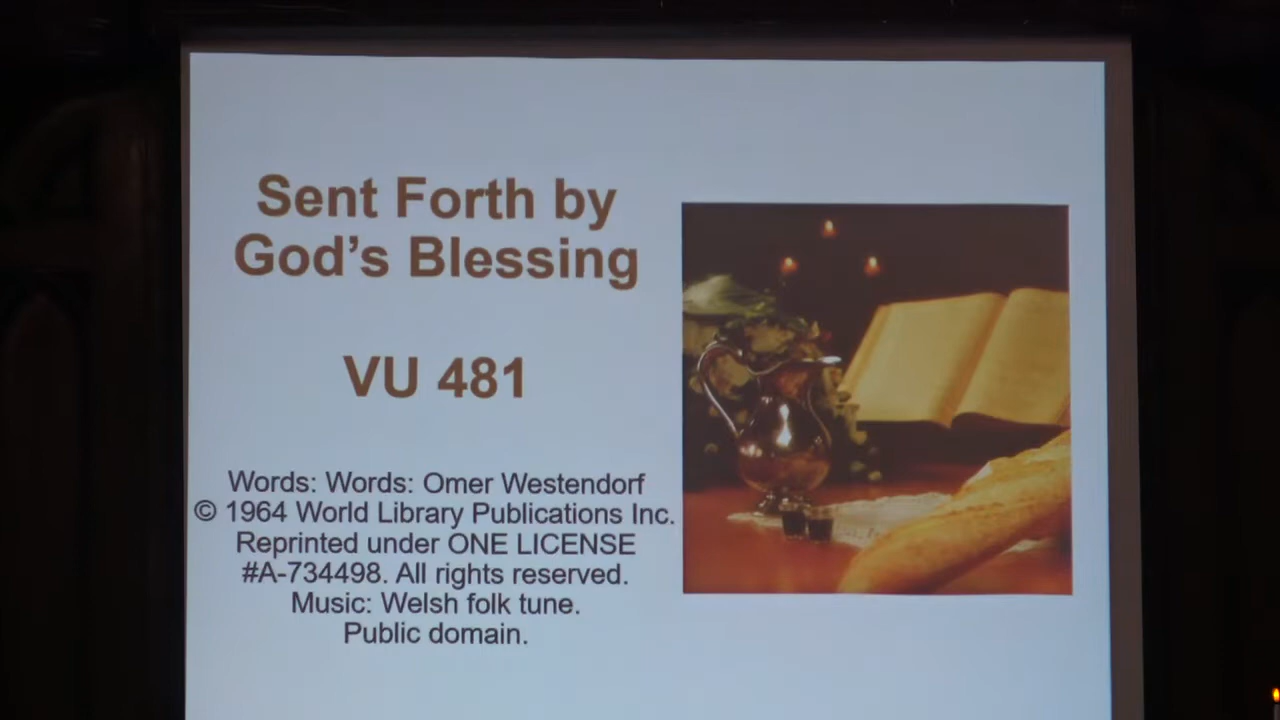 Sent Forth by
God's Blessing
VU 481
Words: Words: Omer Westendorf
© 1964 World Library Publications Inc.
Reprinted under ONE LICENSE
#A-734498. All rights reserved.
Music: Welsh folk tune.
Public domain.